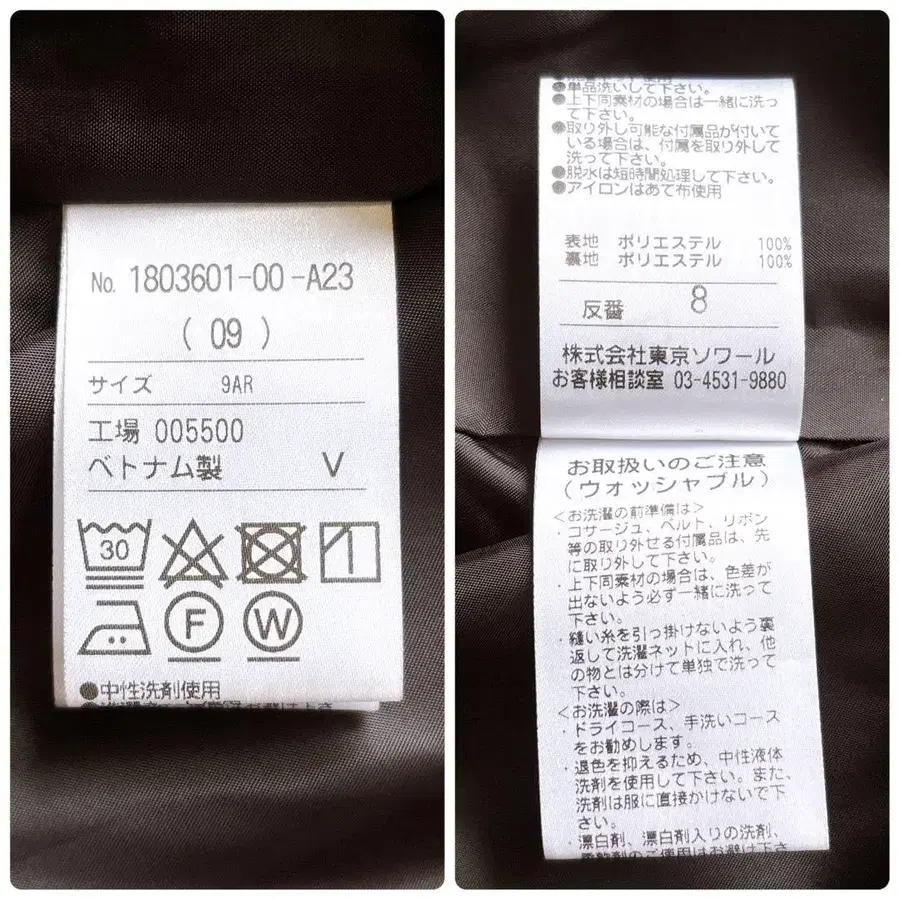 No. 1803601-00-A23
( 09 )
サイズ 9AR
工場 005500
ベトナム製 V
30
F
W
●中性洗剤使用
●単品洗いして下さい。
●上下同素材の場合は一緒に洗っ
て下さい。
●取り外し可能な付属品が付いて
いる場合は、付属を取り外して
洗って下さい。
●脱水は短時間処理して下さい。
●アイロンはあて布使用
表地 ポリエステル 100%
裏地 ポリエステル 100%
反番 8
株式会社東京ソワール
お客様相談室 03-4531-9880
お取扱いのご注意
(ウォッシャブル)
<お洗濯の前準備は>
・コサージュ、ベルト、リボン
等の取り外せる付属品は、先
に取り外して下さい。
・上下同素材の場合は、色差が
出ないよう必ず一緒に洗って
下さい。
・縫い糸を引っ掛けないよう裏
返して洗濯ネットに入れ、他
の物とは分けて単独で洗って
下さい。
<お洗濯の際は>
・ドライコース、手洗いコース
をお勧めします。
・退色を抑えるため、中性液体
洗剤を使用して下さい。また、
洗剤は服に直接かけないで下
さい。
・漂白剤、漂白剤入りの洗剤、
柔軟剤のご使用はお避け下さ